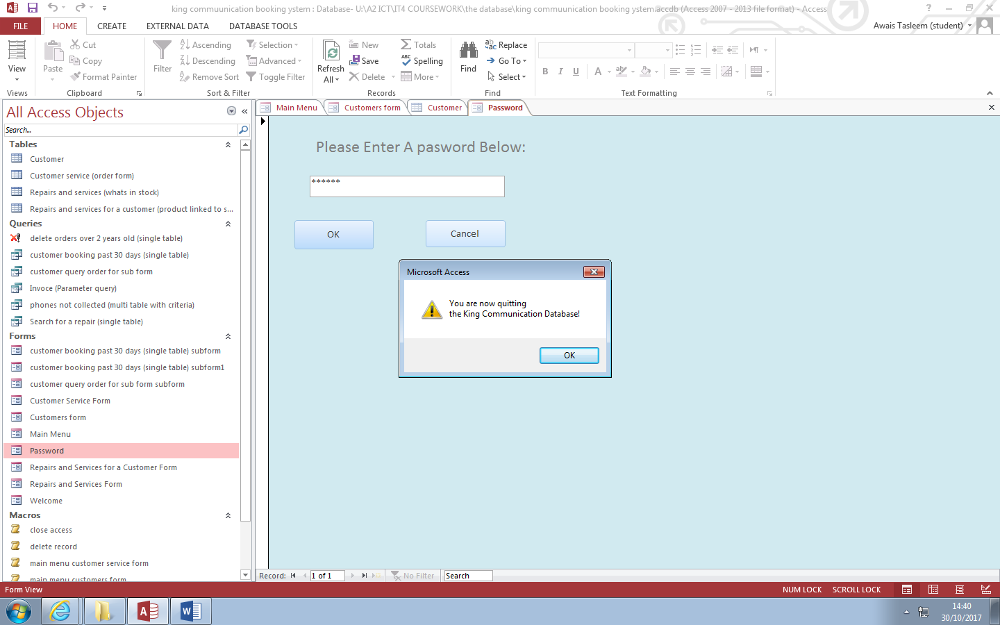 king commuunication booking ystem : Database- U:\A2 ICT\IT4 COURSEWORK\the database\king commuunication booking ystem.accdb (Access 2007 - 2013 file format) - Access
FILE HOME CREATE EXTERNAL DATA DATABASE TOOLS
Awais Tasleem (student)
View
Views
Paste
Cut
Copy
Format Painter
Clipboard
Filter
Ascending
Descending
Remove Sort
Selection
Advanced
Toggle Filter
Sort & Filter
Refresh
All
New
Save
Delete
Totals
Spelling
More
Records
Find
Replace
Go To
Select
Find
B I U A
Text Formatting
All Access Objects
Search...
Tables
Customer
Customer service (order form)
Repairs and services (whats in stock)
Repairs and services for a customer (product linked to s...
Queries
delete orders over 2 years old (single table)
customer booking past 30 days (single table)
customer query order for sub form
Invoce (Parameter query)
phones not collected (multi table with criteria)
Search for a repair (single table)
Forms
customer booking past 30 days (single table) subform
customer booking past 30 days (single table) subform1
customer query order for sub form subform
Customer Service Form
Customers form
Main Menu
Password
Repairs and Services for a Customer Form
Repairs and Services Form
Welcome
Macros
close access
delete record
main menu customer service form
main menu customers form
Main Menu Customers form Customer Password
Please Enter A pasword Below:
******
OK Cancel
Microsoft Access
You are now quitting
the King Communication Database!
OK
Record: 1 of 1 No Filter Search
Form View
NUM LOCK SCROLL LOCK
14:40
30/10/2017